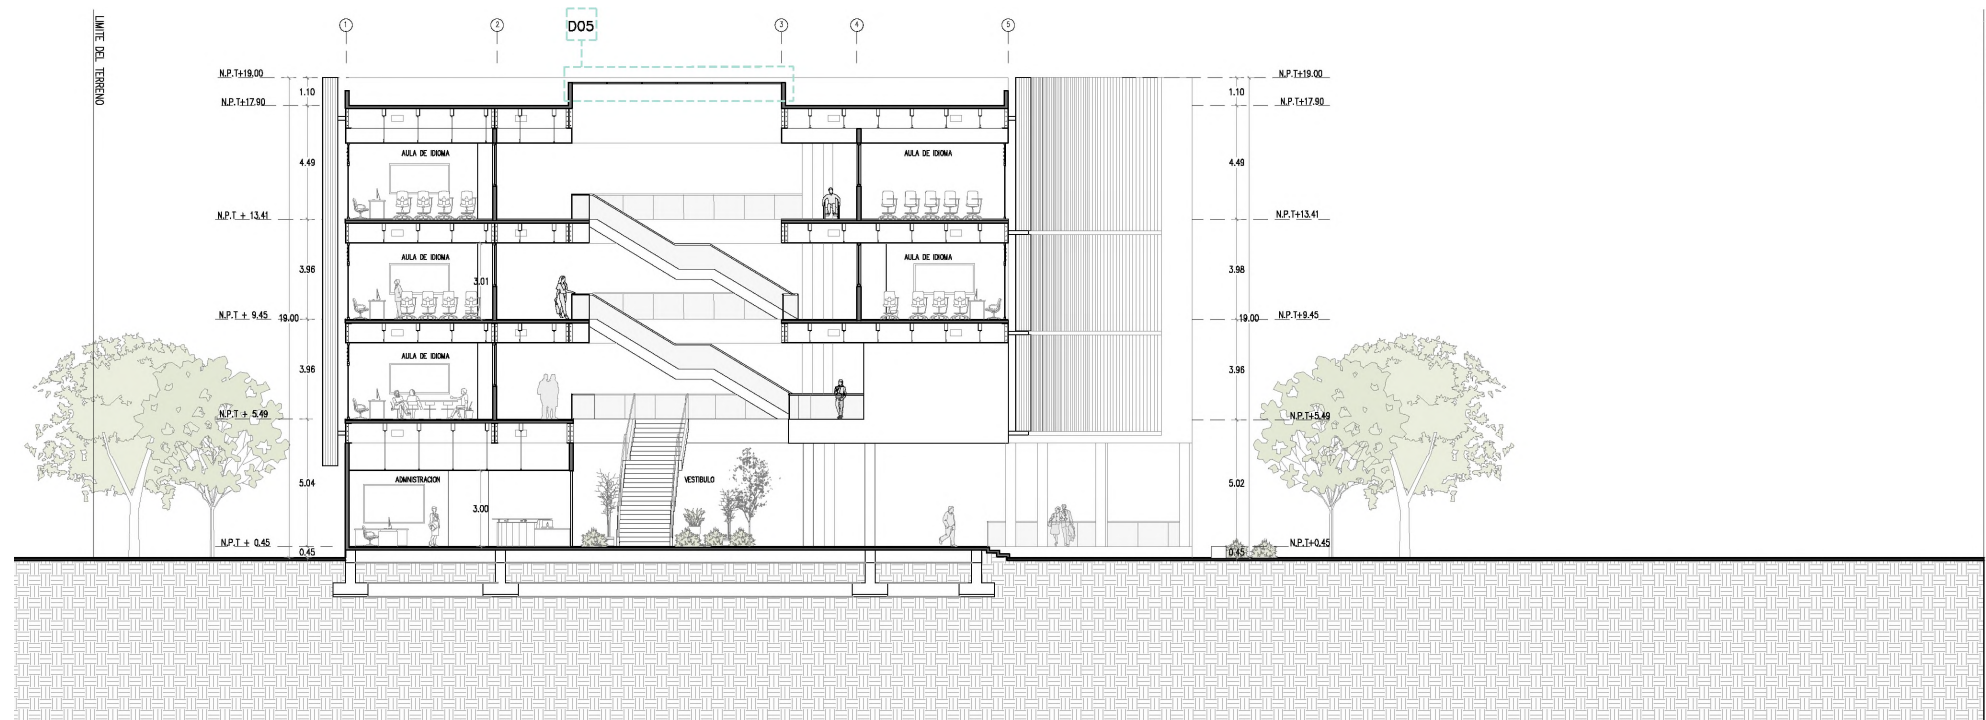 LIMITE DEL TERRENO
1
2
D05
3
4
5
N.P.T+19.00
N.P.T+19.00
1.10
1.10
N.P.T+17.90
N.P.T+17.90
AULA DE IDIOMA
AULA DE IDIOMA
4.49
4.49
N.P.T + 13.41
N.P.T+13.41
AULA DE IDIOMA
AULA DE IDIOMA
3.96
3.01
3.98
N.P.T + 9.45
19.00
19.00
N.P.T+9.45
AULA DE IDIOMA
3.96
3.96
N.P.T + 5.49
N.P.T+5.49
ADMNISTRACION
VESTIBULO
5.04
5.02
3.00
N.P.T + 0.45
N.P.T+0.45
0.45
0.45